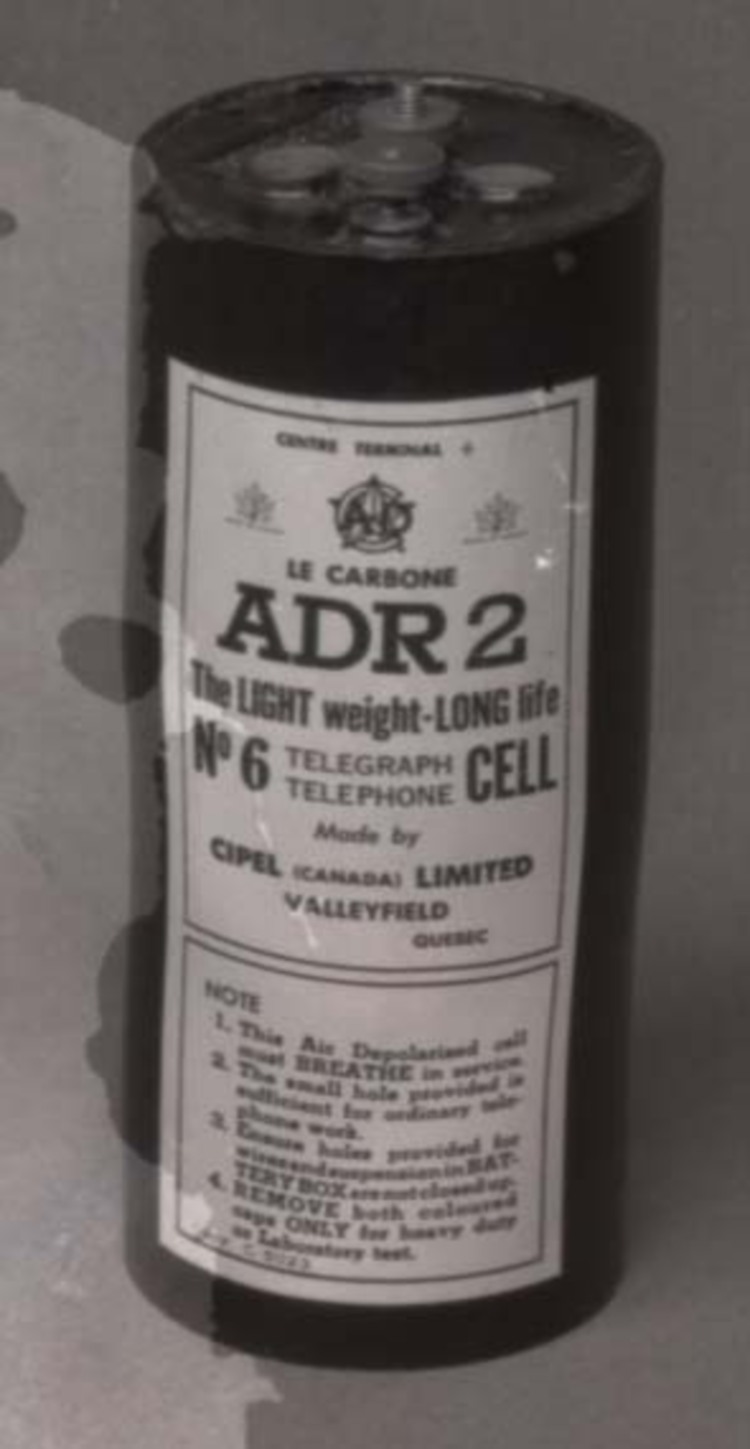 CENTRE TERMINAL +
AD
LE CARBONE
ADR 2
The LIGHT weight-LONG life
Nº 6 TELEGRAPH TELEPHONE CELL
Made by
CIPEL (CANADA) LIMITED
VALLEYFIELD
QUEBEC
NOTE
1. This Air Depolarised cell
must BREATHE in service.
2. The small hole provided is
sufficient for ordinary tele-
phone work.
3. Ensure holes provided for
wires and suspension in BAT-
TERY BOX are not closed up.
4. REMOVE both coloured
caps ONLY for heavy duty
or Laboratory test.